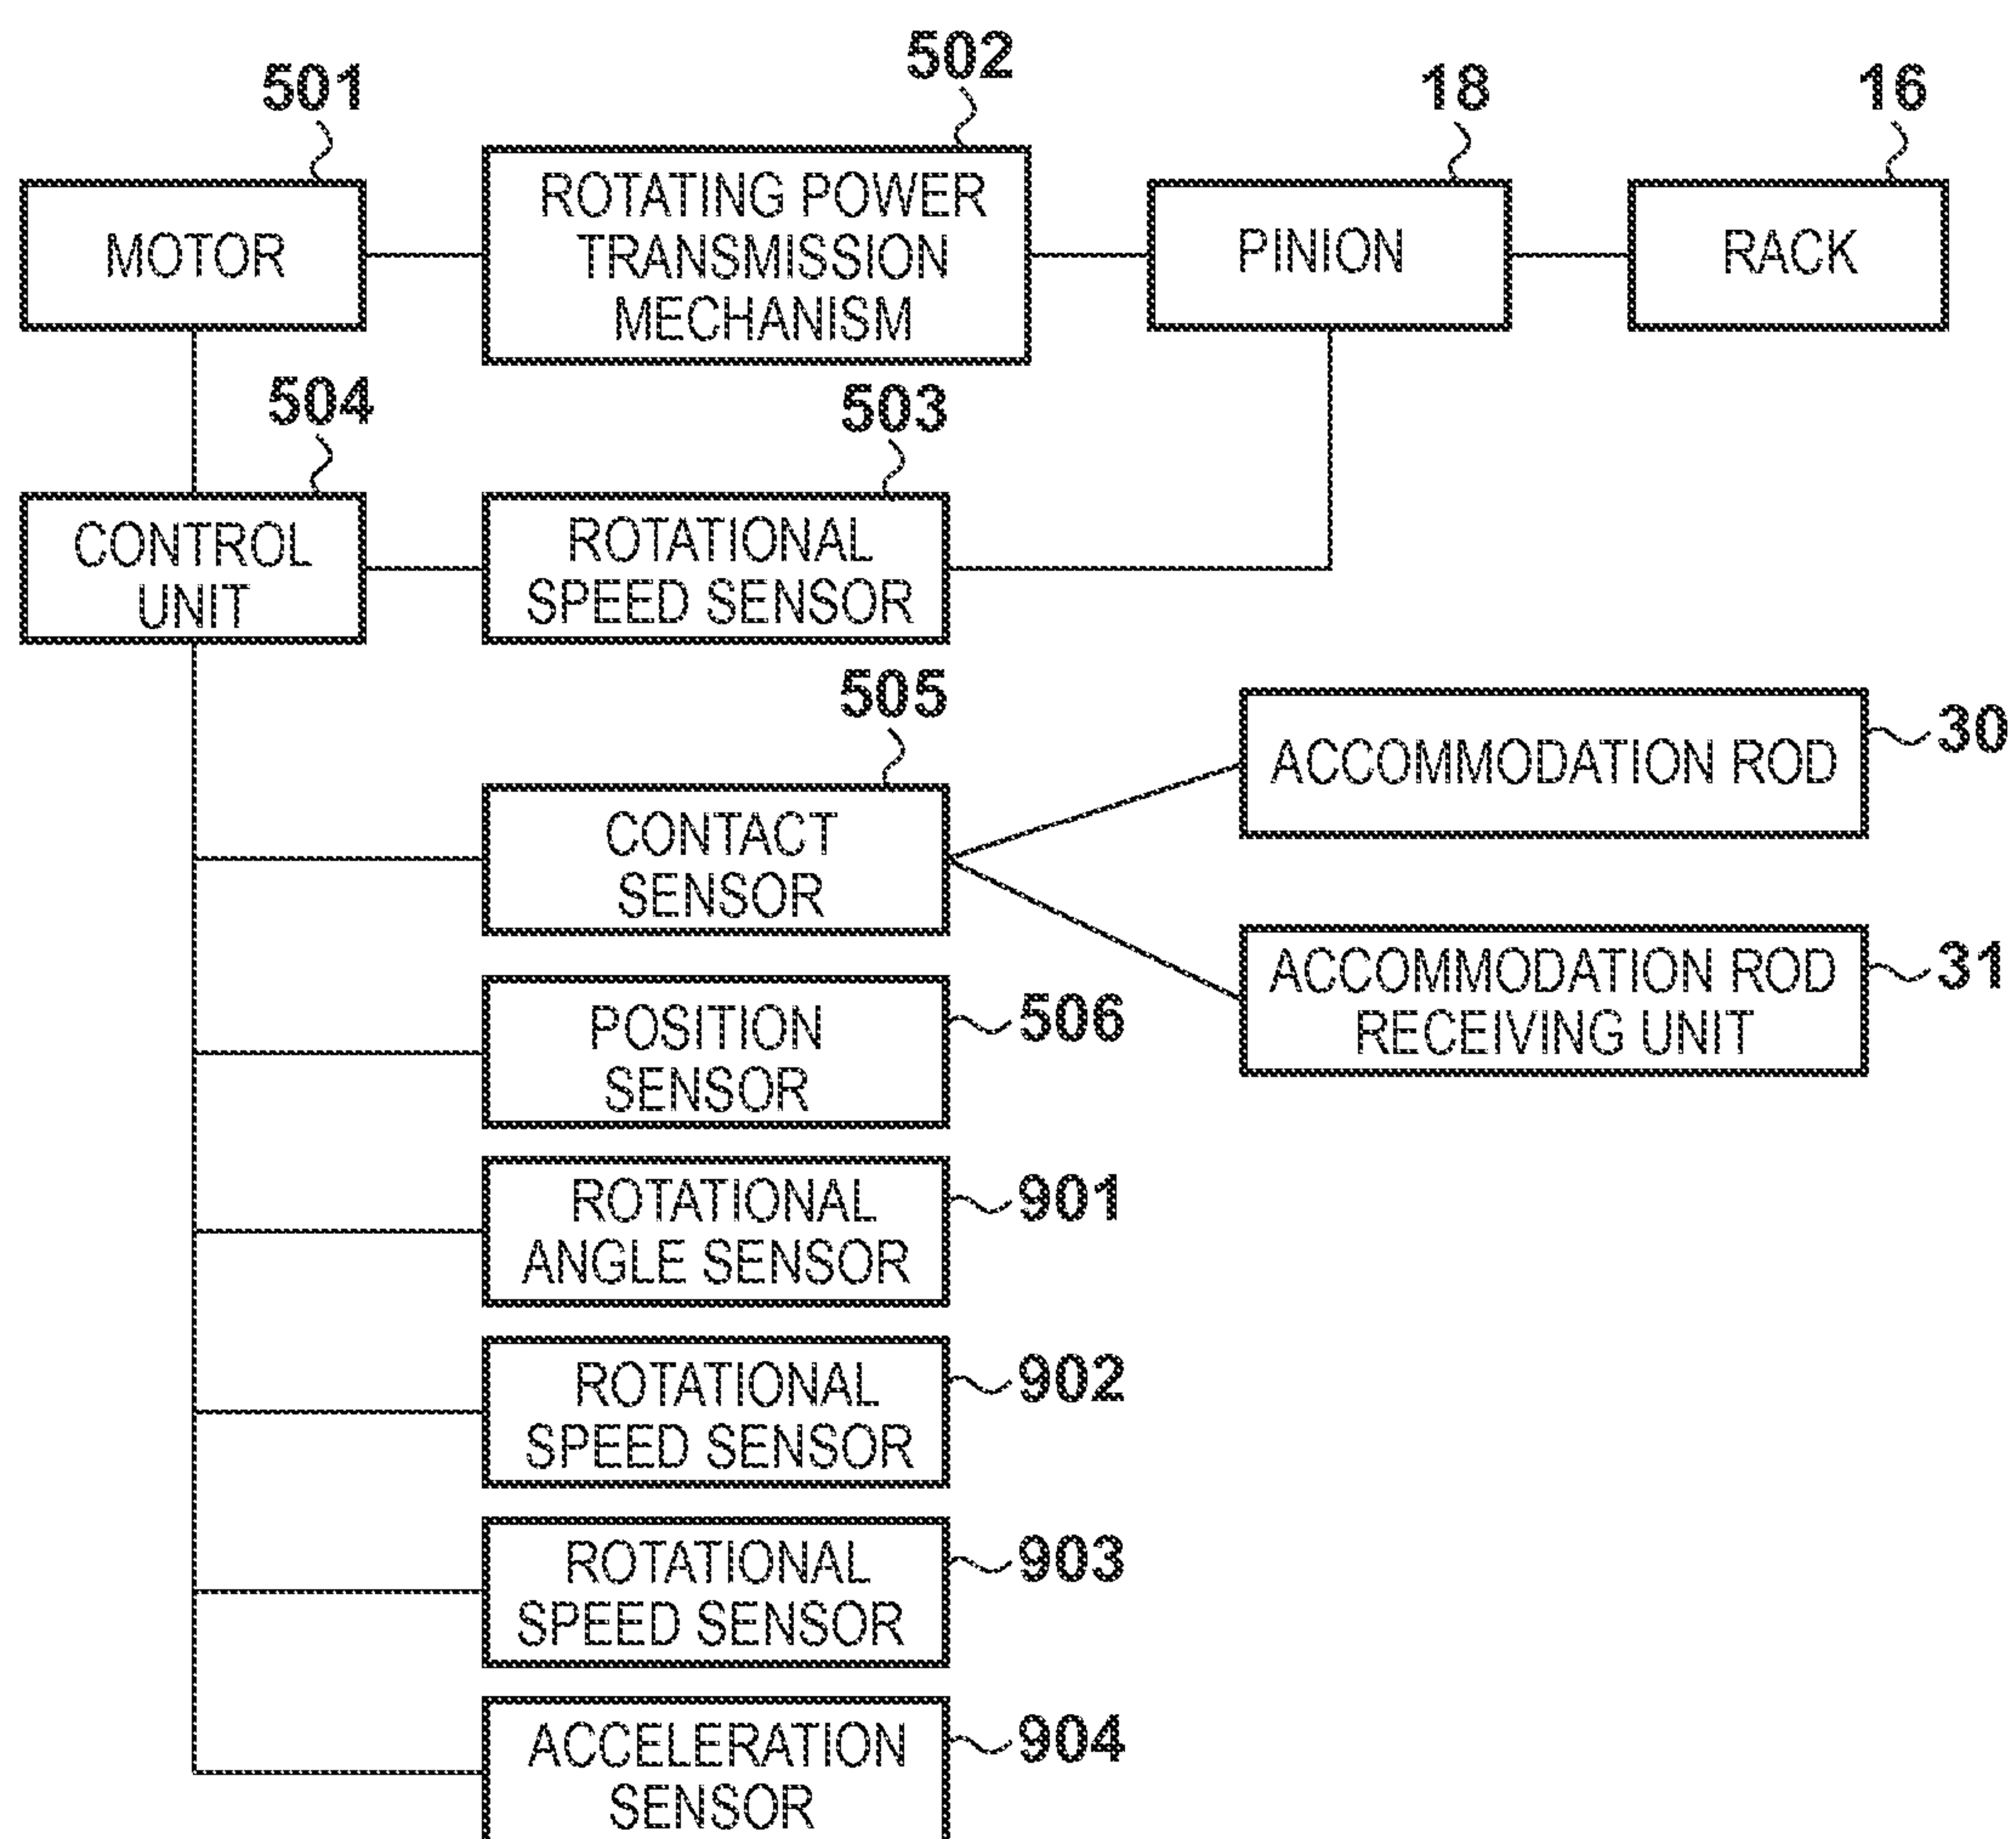 501
502
18
16
MOTOR
ROTATING POWER
TRANSMISSION
MECHANISM
PINION
RACK
504
503
CONTROL
UNIT
ROTATIONAL
SPEED SENSOR
505
CONTACT
SENSOR
ACCOMMODATION ROD
30
ACCOMMODATION ROD
RECEIVING UNIT
31
POSITION
SENSOR
506
ROTATIONAL
ANGLE SENSOR
901
ROTATIONAL
SPEED SENSOR
902
ROTATIONAL
SPEED SENSOR
903
ACCELERATION
SENSOR
904